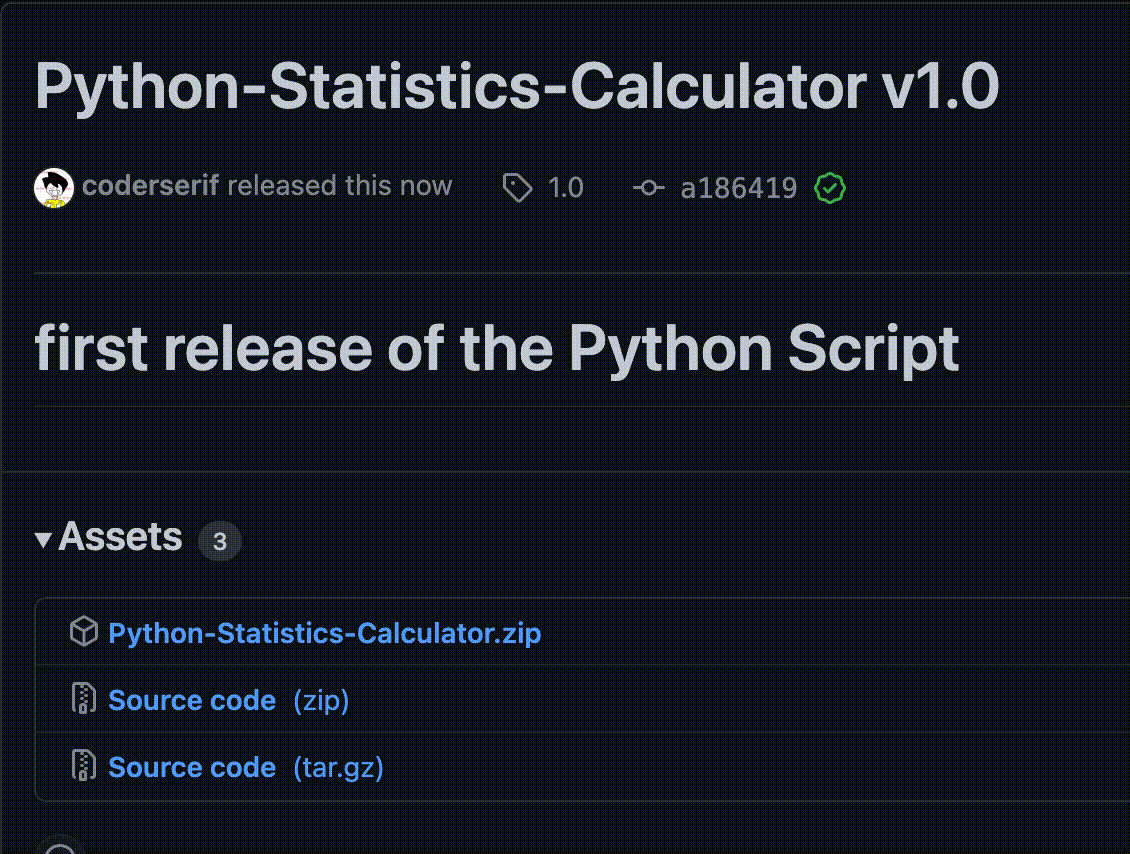 Python-Statistics-Calculator v1.0
coderserif released this now 1.0 a186419
first release of the Python Script
Assets 3
Python-Statistics-Calculator.zip
Source code (zip)
Source code (tar.gz)